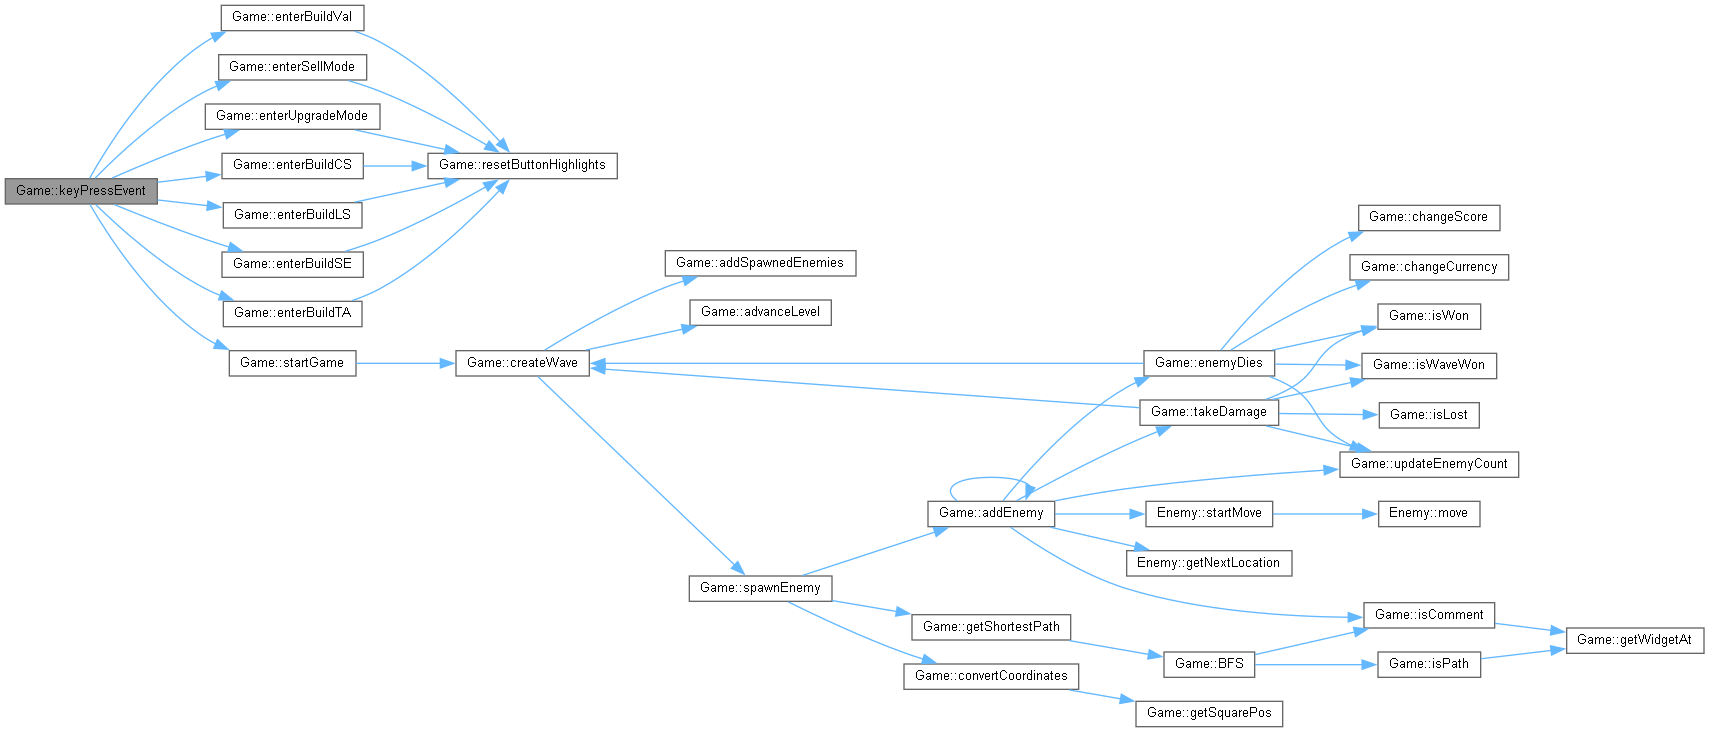 Game::enterBuildVal
Game::enterSellMode
Game::enterUpgradeMode
Game::enterBuildCS
Game::resetButtonHighlights
Game::keyPressEvent
Game::enterBuildLS
Game::changeScore
Game::enterBuildSE
Game::addSpawnedEnemies
Game::changeCurrency
Game::enterBuildTA
Game::advanceLevel
Game::isWon
Game::startGame
Game::createWave
Game::enemyDies
Game::isWaveWon
Game::takeDamage
Game::isLost
Game::updateEnemyCount
Game::addEnemy
Enemy::startMove
Enemy::move
Enemy::getNextLocation
Game::spawnEnemy
Game::isComment
Game::getShortestPath
Game::getWidgetAt
Game::BFS
Game::isPath
Game::convertCoordinates
Game::getSquarePos